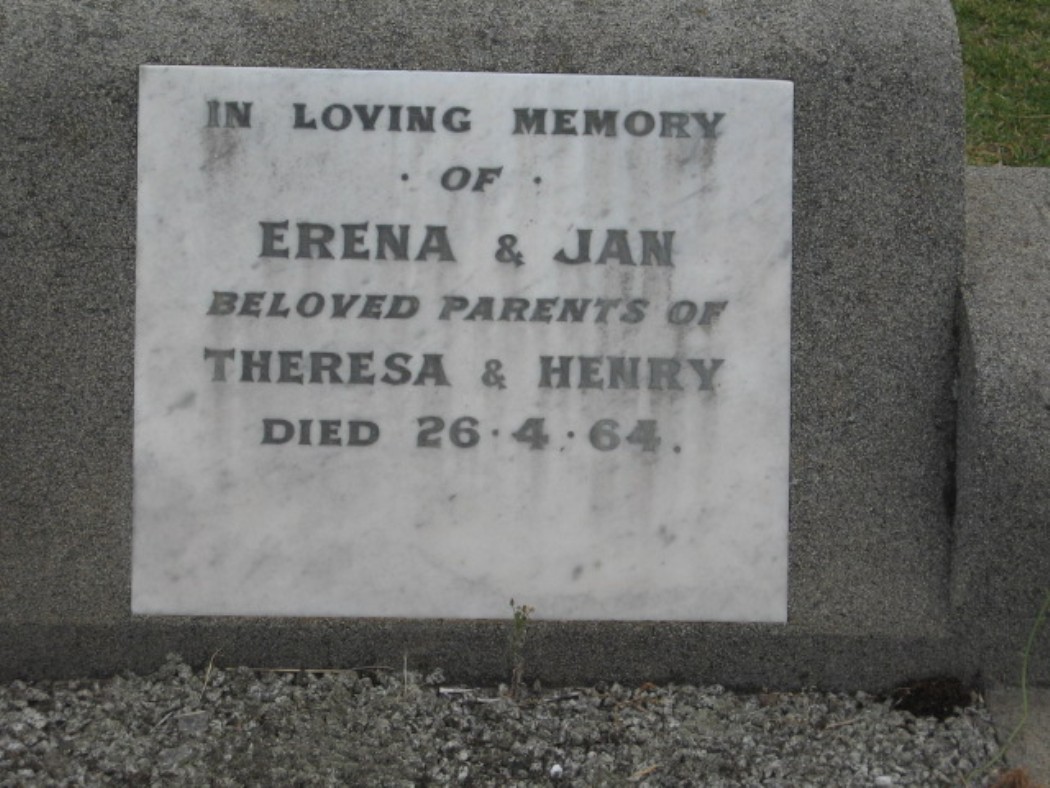 IN LOVING MEMORY
· OF ·
ERENA & JAN
BELOVED PARENTS OF
THERESA & HENRY
DIED 26·4·64.